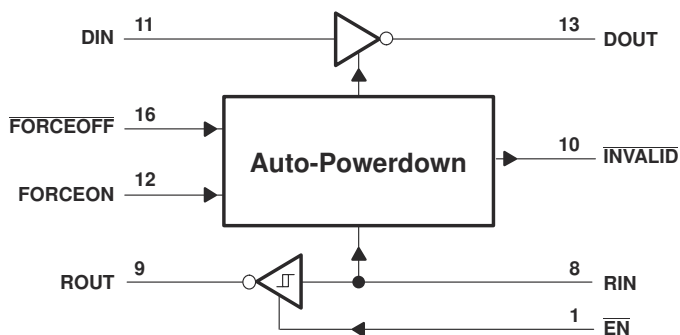 DIN 11 13 DOUT
FORCEOFF 16
Auto-Powerdown
10 INVALID
FORCEON 12
ROUT 9 8 RIN
1 EN